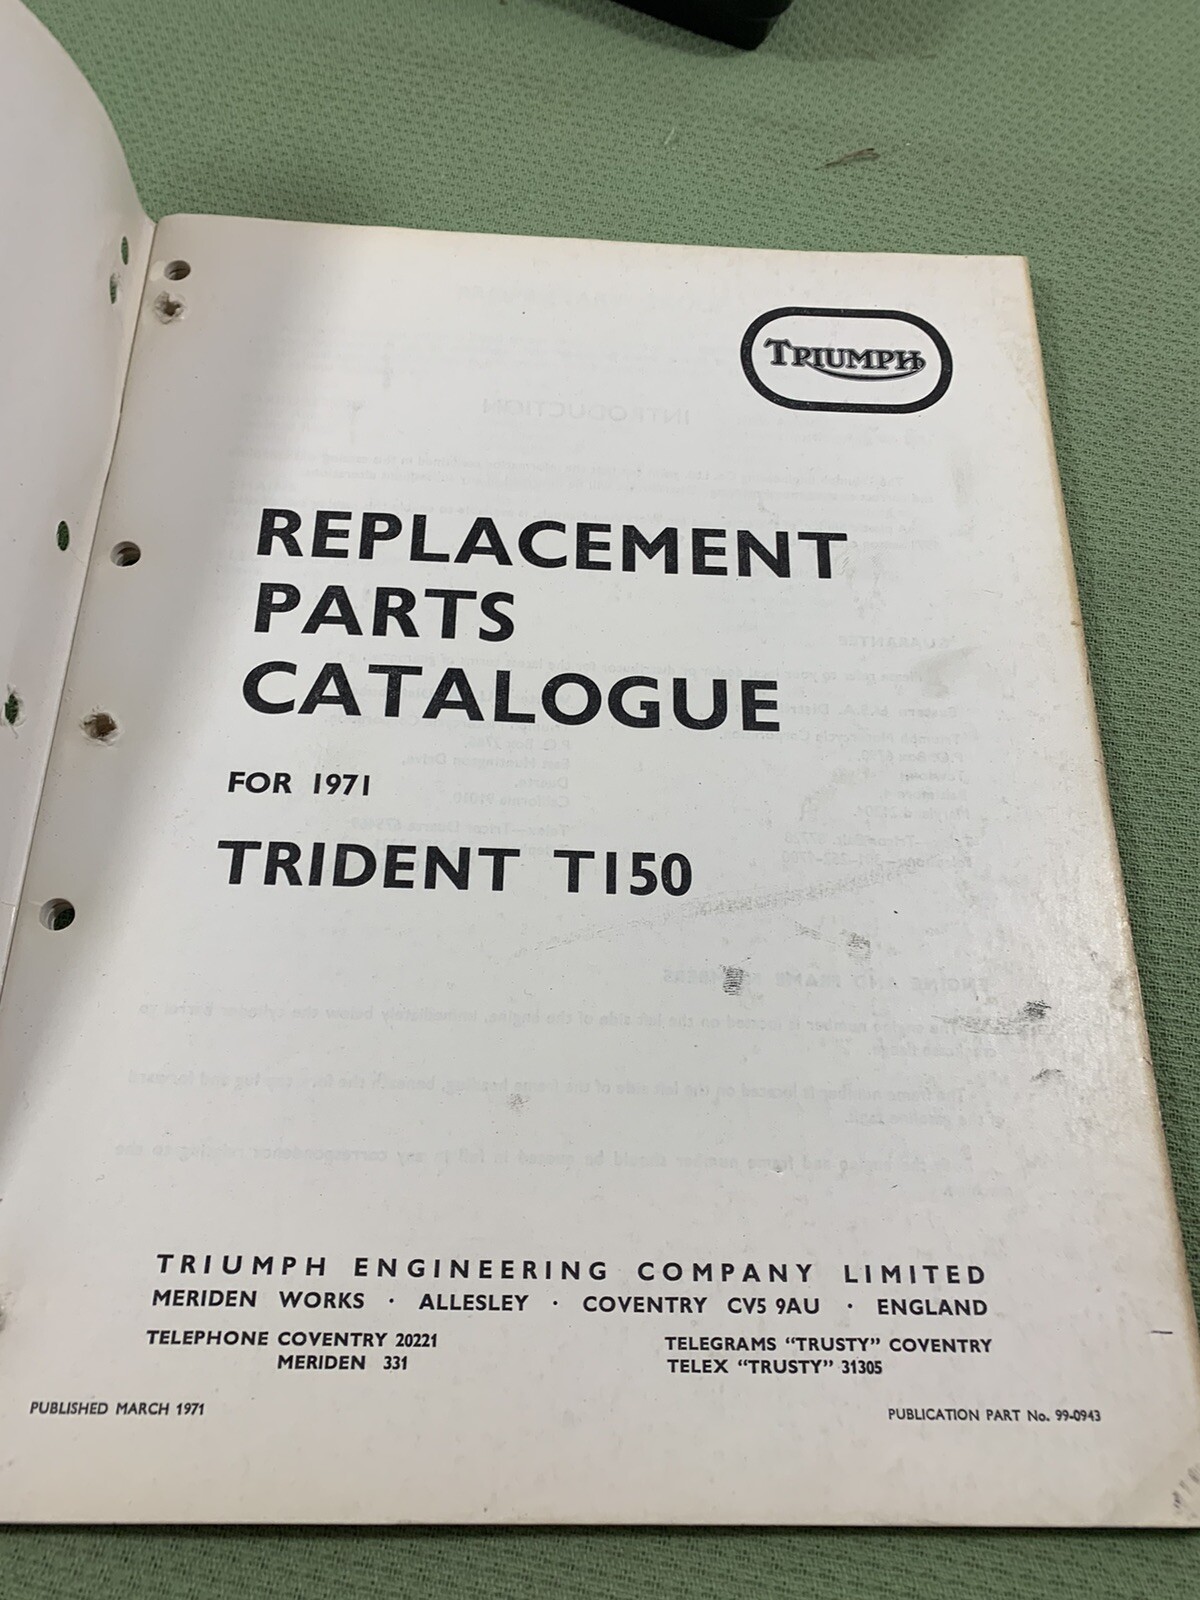 TRIUMPH
REPLACEMENT
PARTS
CATALOGUE
FOR 1971
TRIDENT T150
TRIUMPH ENGINEERING COMPANY LIMITED
MERIDEN WORKS · ALLESLEY · COVENTRY CV5 9AU · ENGLAND
TELEPHONE COVENTRY 20221
MERIDEN 331
TELEGRAMS “TRUSTY” COVENTRY
TELEX “TRUSTY” 31305
PUBLISHED MARCH 1971
PUBLICATION PART No. 99-0943